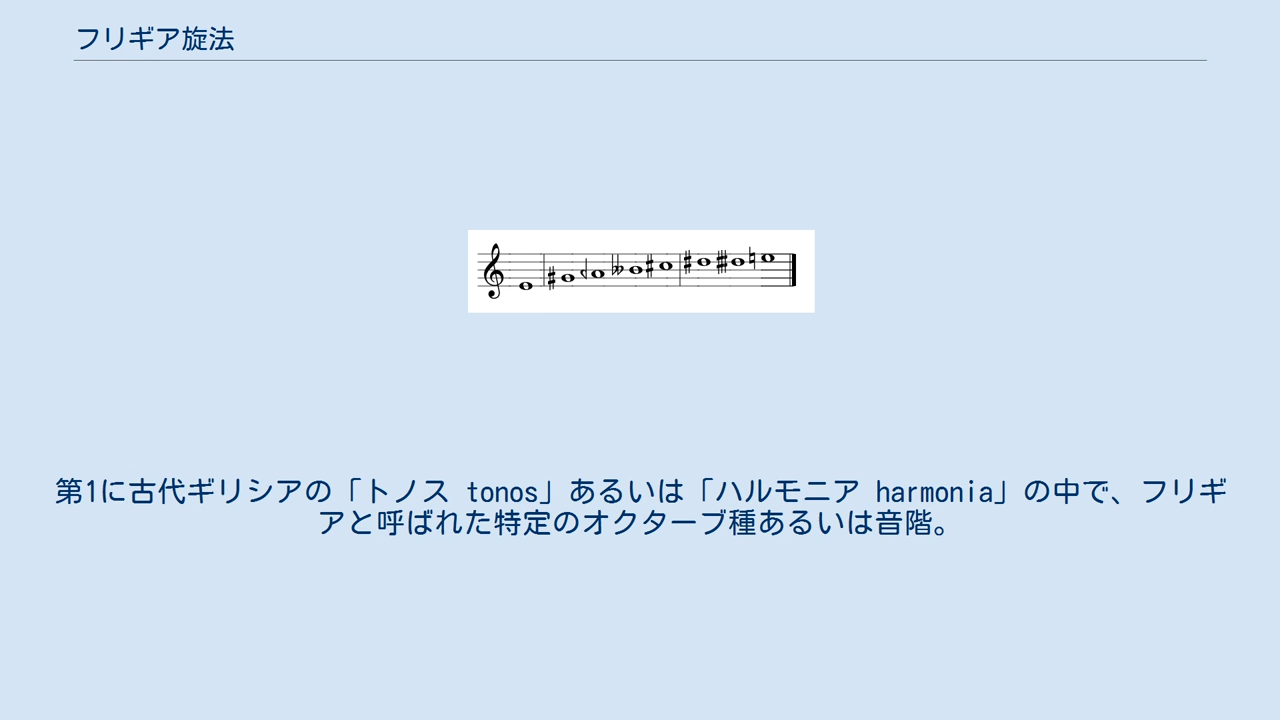 フリギア旋法
第1に古代ギリシアの「トノス tonos」あるいは「ハルモニア harmonia」の中で、フリギ
アと呼ばれた特定のオクターブ種あるいは音階。